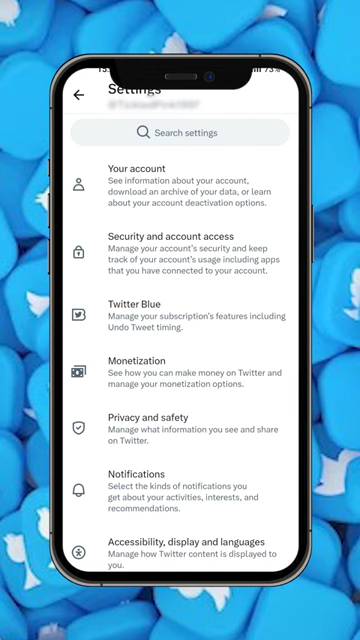 Settings
Search settings
Your account
See information about your account,
download an archive of your data, or learn
about your account deactivation options.
Security and account access
Manage your account's security and keep
track of your account's usage including apps
that you have connected to your account.
Twitter Blue
Manage your subscription's features including
Undo Tweet timing.
Monetization
See how you can make money on Twitter and
manage your monetization options.
Privacy and safety
Manage what information you see and share
on Twitter.
Notifications
Select the kinds of notifications you
get about your activities, interests, and
recommendations.
Accessibility, display and languages
Manage how Twitter content is displayed to
you.